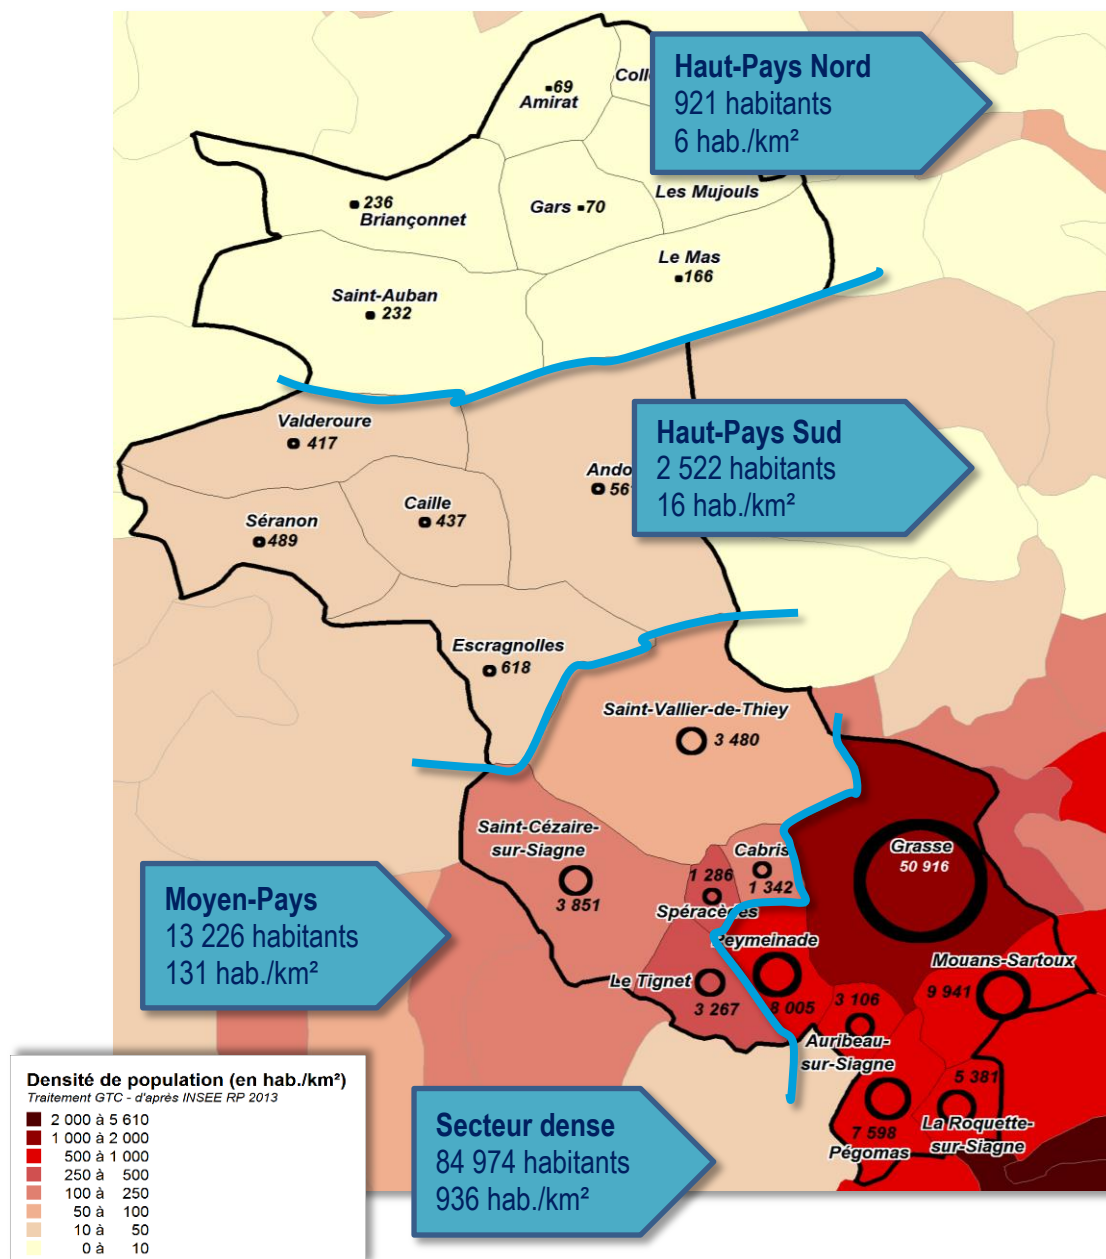 Haut-Pays Nord
921 habitants
6 hab./km²
69
Amirat
236
Briançonnet
Gars
70
Les Mujouls
Le Mas
166
Saint-Auban
232
Valderoure
417
Haut-Pays Sud
2 522 habitants
16 hab./km²
Caille
437
Séranon
489
Escragnolles
618
Saint-Vallier-de-Thiey
3 480
Saint-Cézaire-
sur-Siagne
3 851
Cabris
1 342
1 286
Spéracèdes
Grasse
50 916
Moyen-Pays
13 226 habitants
131 hab./km²
Peymeinade
8 005
Le Tignet
3 267
Mouans-Sartoux
9 941
3 106
Auribeau-
sur-Siagne
5 381
La Roquette-
sur-Siagne
7 598
Pégomas
Secteur dense
84 974 habitants
936 hab./km²
Densité de population (en hab./km²)
Traitement GTC - d'après INSEE RP 2013
2 000 à 5 610
1 000 à 2 000
500 à 1 000
250 à 500
100 à 250
50 à 100
10 à 50
0 à 10